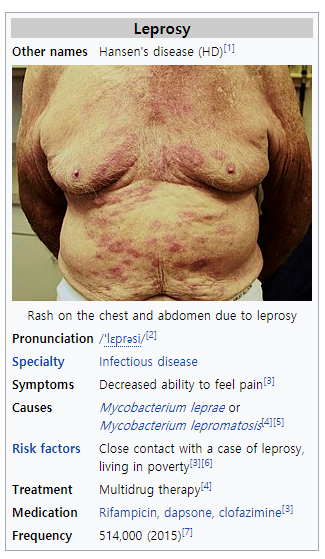 Leprosy
Other names Hansen's disease (HD)[1]
Rash on the chest and abdomen due to leprosy
Pronunciation /ˈlɛprəsi/[2]
Specialty Infectious disease
Symptoms Decreased ability to feel pain[3]
Causes Mycobacterium leprae or
Mycobacterium lepromatosis[4][5]
Risk factors Close contact with a case of leprosy,
living in poverty[3][6]
Treatment Multidrug therapy[4]
Medication Rifampicin, dapsone, clofazimine[3]
Frequency 514,000 (2015)[7]